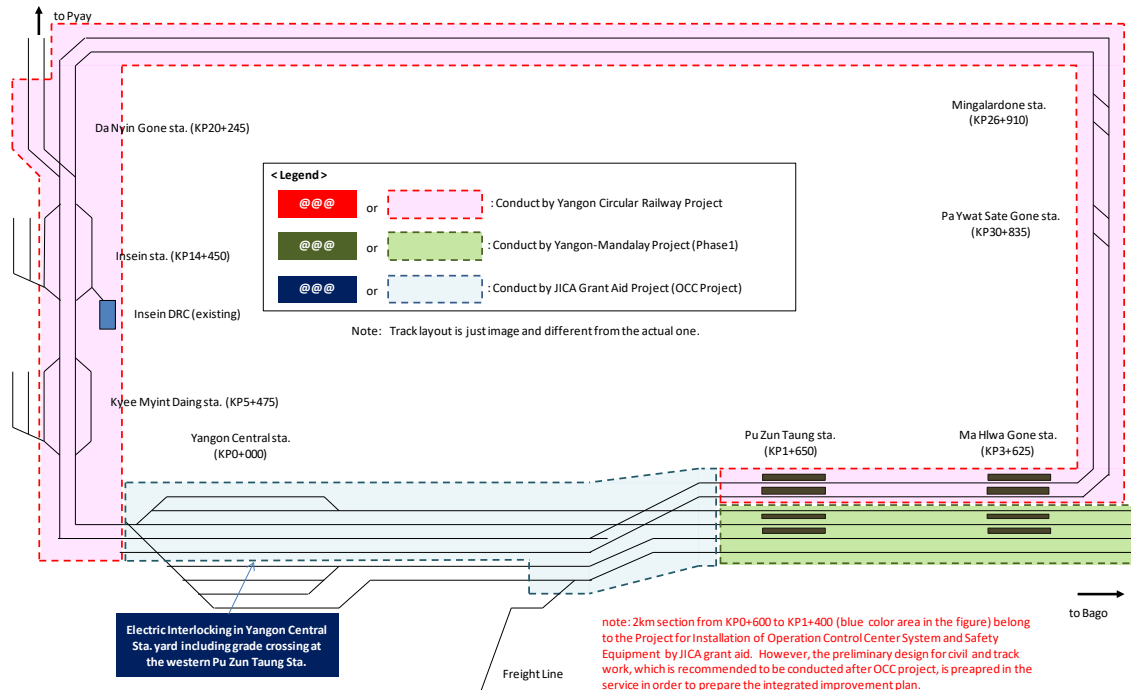 to Pyay
Da Nyin Gone sta. (KP20+245)
Mingalardone sta.
(KP26+910)
< Legend >
@@@ or : Conduct by Yangon Circular Railway Project
@@@ or : Conduct by Yangon-Mandalay Project (Phase1)
@@@ or : Conduct by JICA Grant Aid Project (OCC Project)
Note: Track layout is just image and different from the actual one.
Pa Ywat Sate Gone sta.
(KP30+835)
Insein sta. (KP14+450)
Insein DRC (existing)
Kyee Myint Daing sta. (KP5+475)
Yangon Central sta.
(KP0+000)
Pu Zun Taung sta.
(KP1+650)
Ma Hlwa Gone sta.
(KP3+625)
to Bago
Electric Interlocking in Yangon Central
Sta. yard including grade crossing at
the western Pu Zun Taung Sta.
Freight Line
note: 2km section from KP0+600 to KP1+400 (blue color area in the figure) belong
to the Project for Installation of Operation Control Center System and Safety
Equipment by JICA grant aid. However, the preliminary design for civil and track
work, which is recommended to be conducted after OCC project, is preapred in the
service in order to prepare the integrated improvement plan.